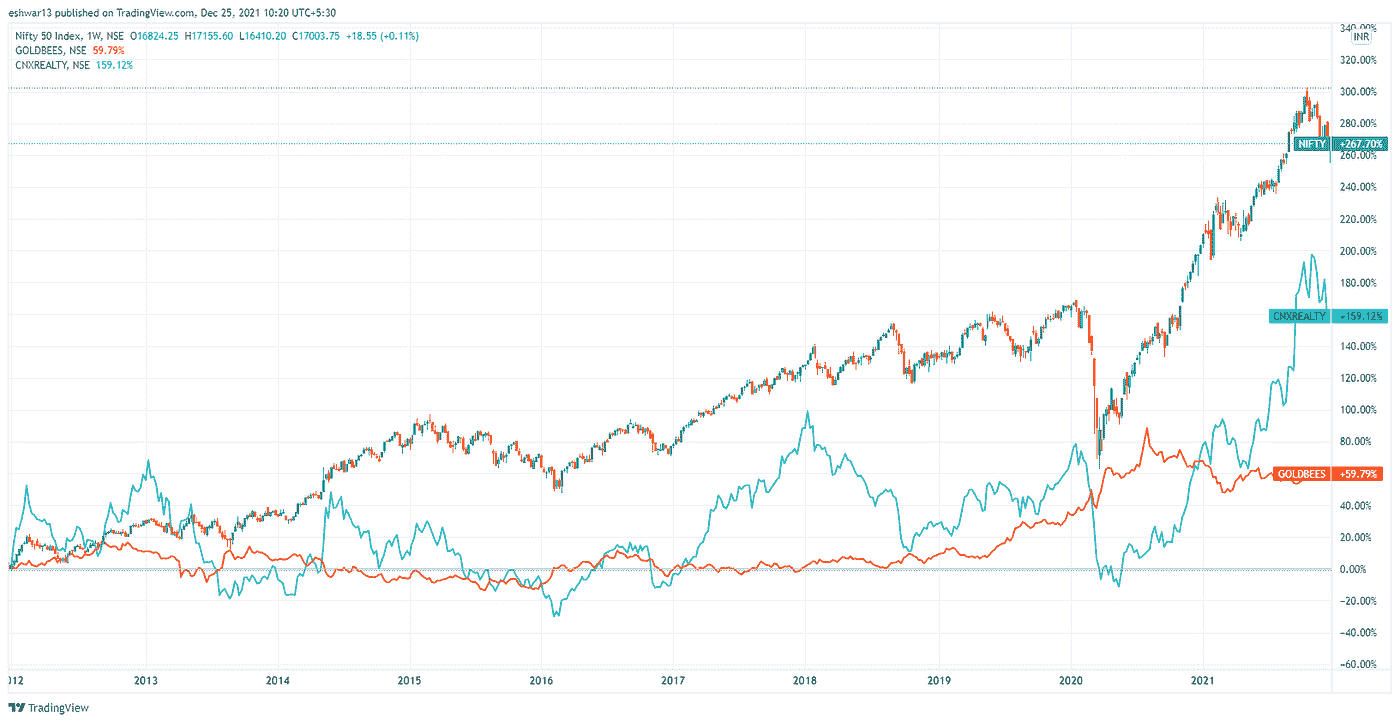 eshwar13 published on TradingView.com, Dec 25, 2021 10:20 UTC+5:30
Nifty 50 Index, 1W, NSE O16824.25 H17155.60 L16410.20 C17003.75 +18.55 (+0.11%)
GOLDBEES, NSE 59.79%
CNXREALTY, NSE 159.12%
340.00%
INR
320.00%
300.00%
280.00%
NIFTY +267.70%
260.00%
240.00%
220.00%
200.00%
180.00%
CNXREALTY +159.12%
140.00%
120.00%
100.00%
80.00%
GOLDBEES +59.79%
40.00%
20.00%
0.00%
−20.00%
−40.00%
−60.00%
2012 2013 2014 2015 2016 2017 2018 2019 2020 2021
TradingView